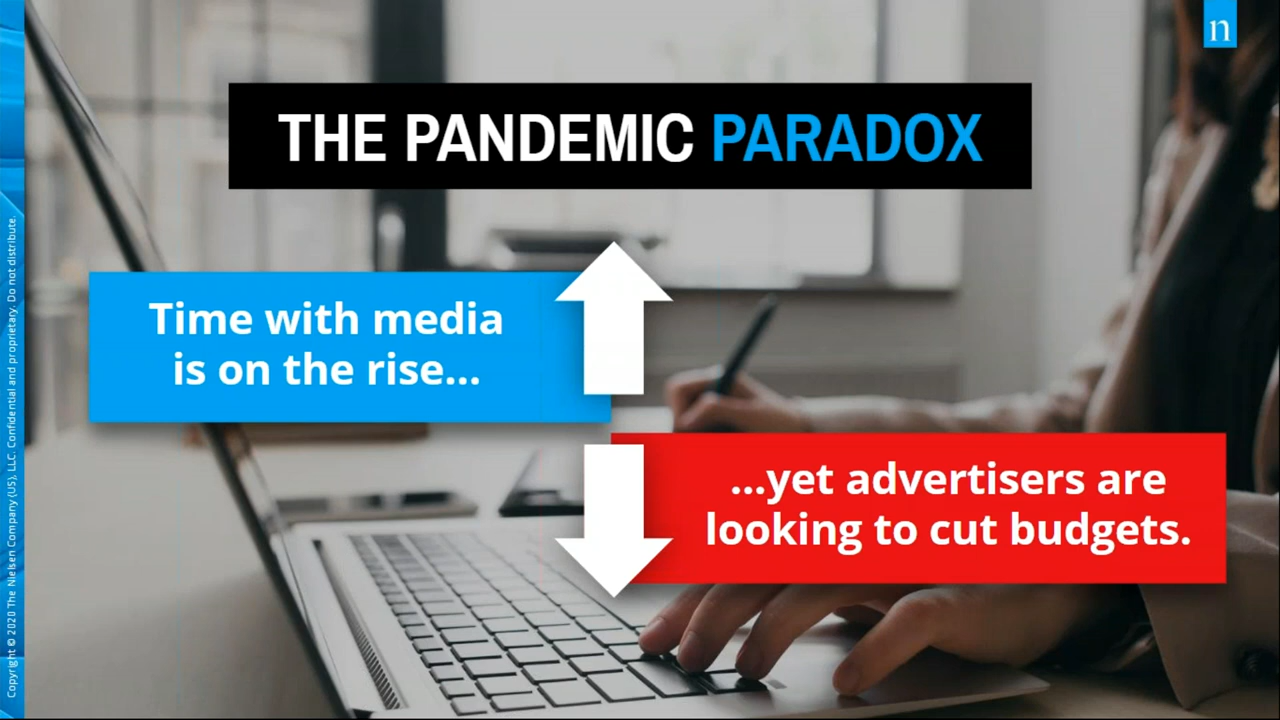 n
THE PANDEMIC PARADOX
Time with media
is on the rise...
...yet advertisers are
looking to cut budgets.
Copyright © 2020 The Nielsen Company (US), LLC. Confidential and proprietary. Do not distribute.